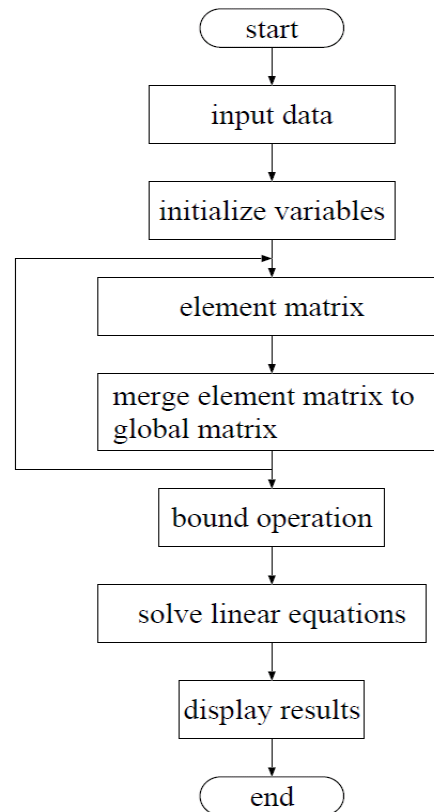 start
input data
initialize variables
element matrix
merge element matrix to
global matrix
bound operation
solve linear equations
display results
end